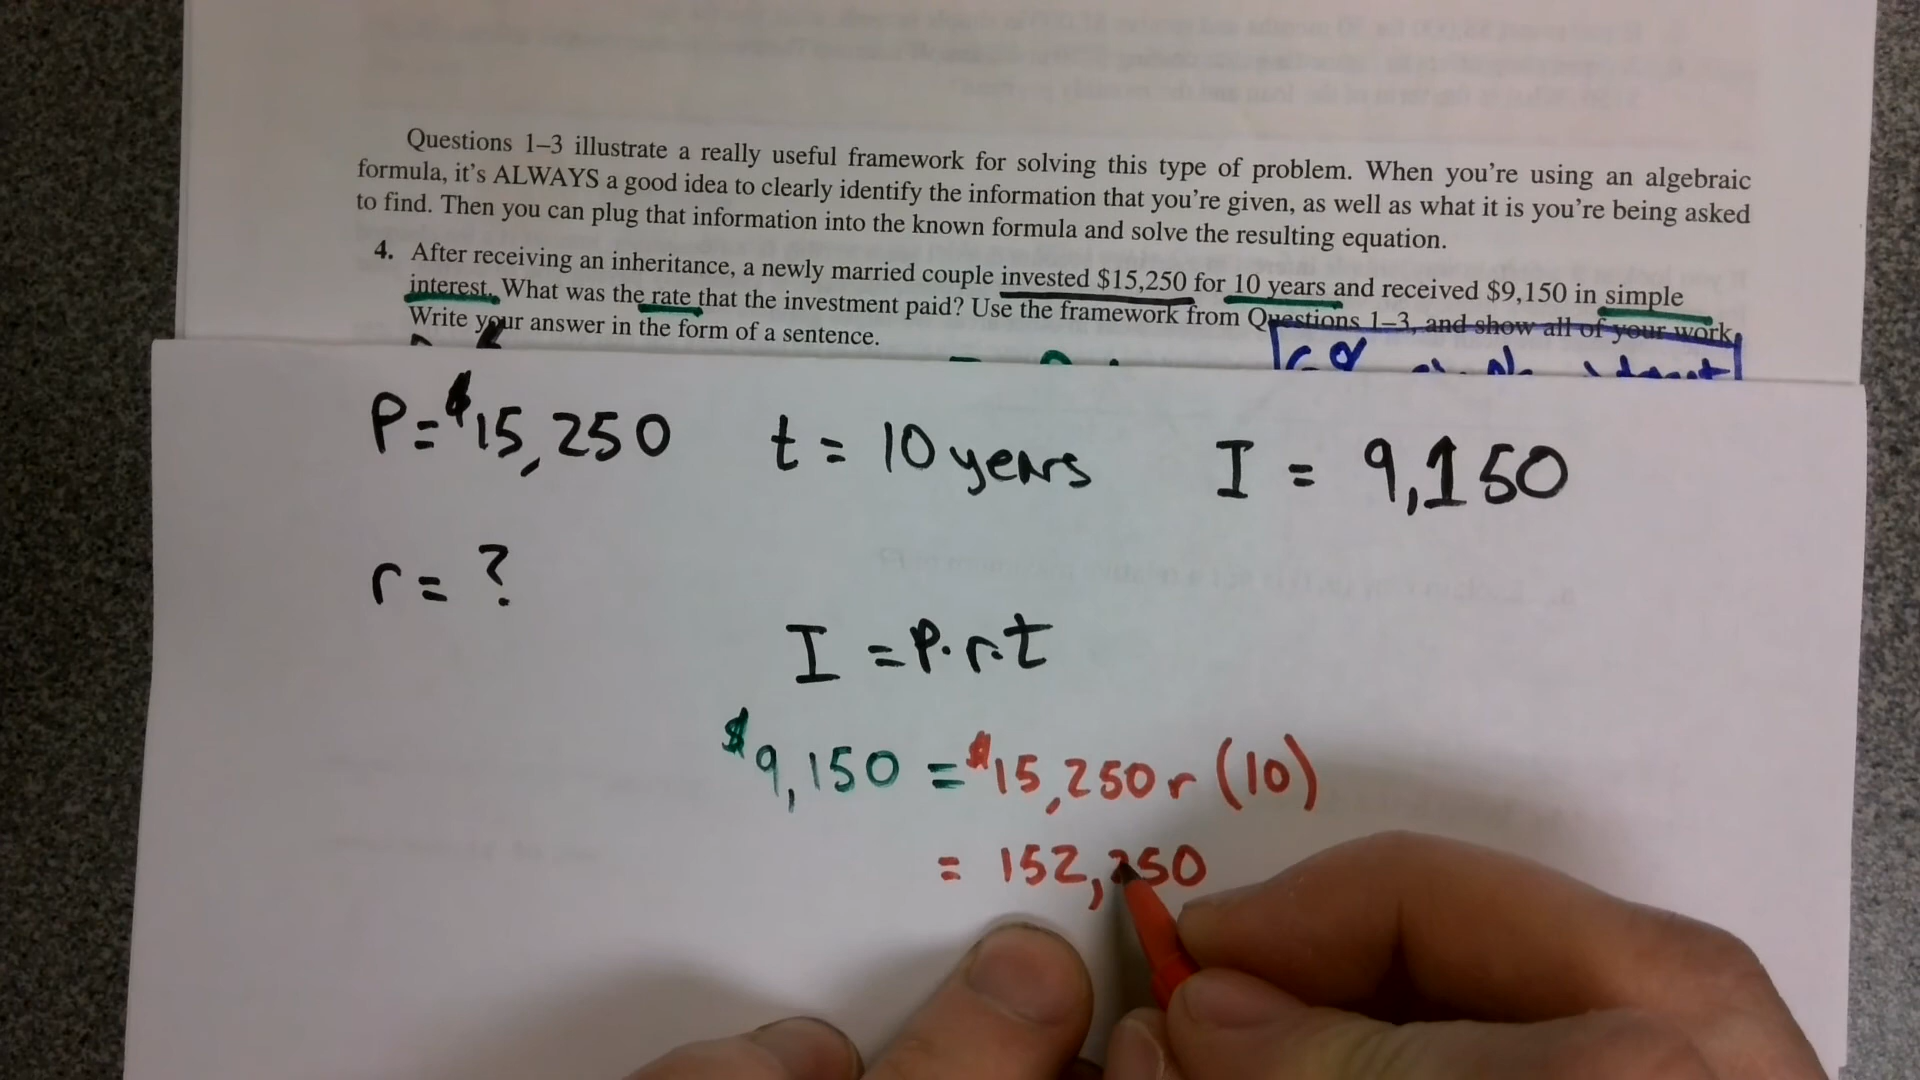 Questions 1–3 illustrate a really useful framework for solving this type of problem. When you're using an algebraic
formula, it's ALWAYS a good idea to clearly identify the information that you're given, as well as what it is you're being asked
to find. Then you can plug that information into the known formula and solve the resulting equation.
4. After receiving an inheritance, a newly married couple invested $15,250 for 10 years and received $9,150 in simple
interest. What was the rate that the investment paid? Use the framework from Questions 1–3, and show all of your work.
Write your answer in the form of a sentence.
P=$15,250 t = 10 years I = 9,150
r = ?
I = P·r·t
$9,150 = $15,250 r (10)
= 152,250